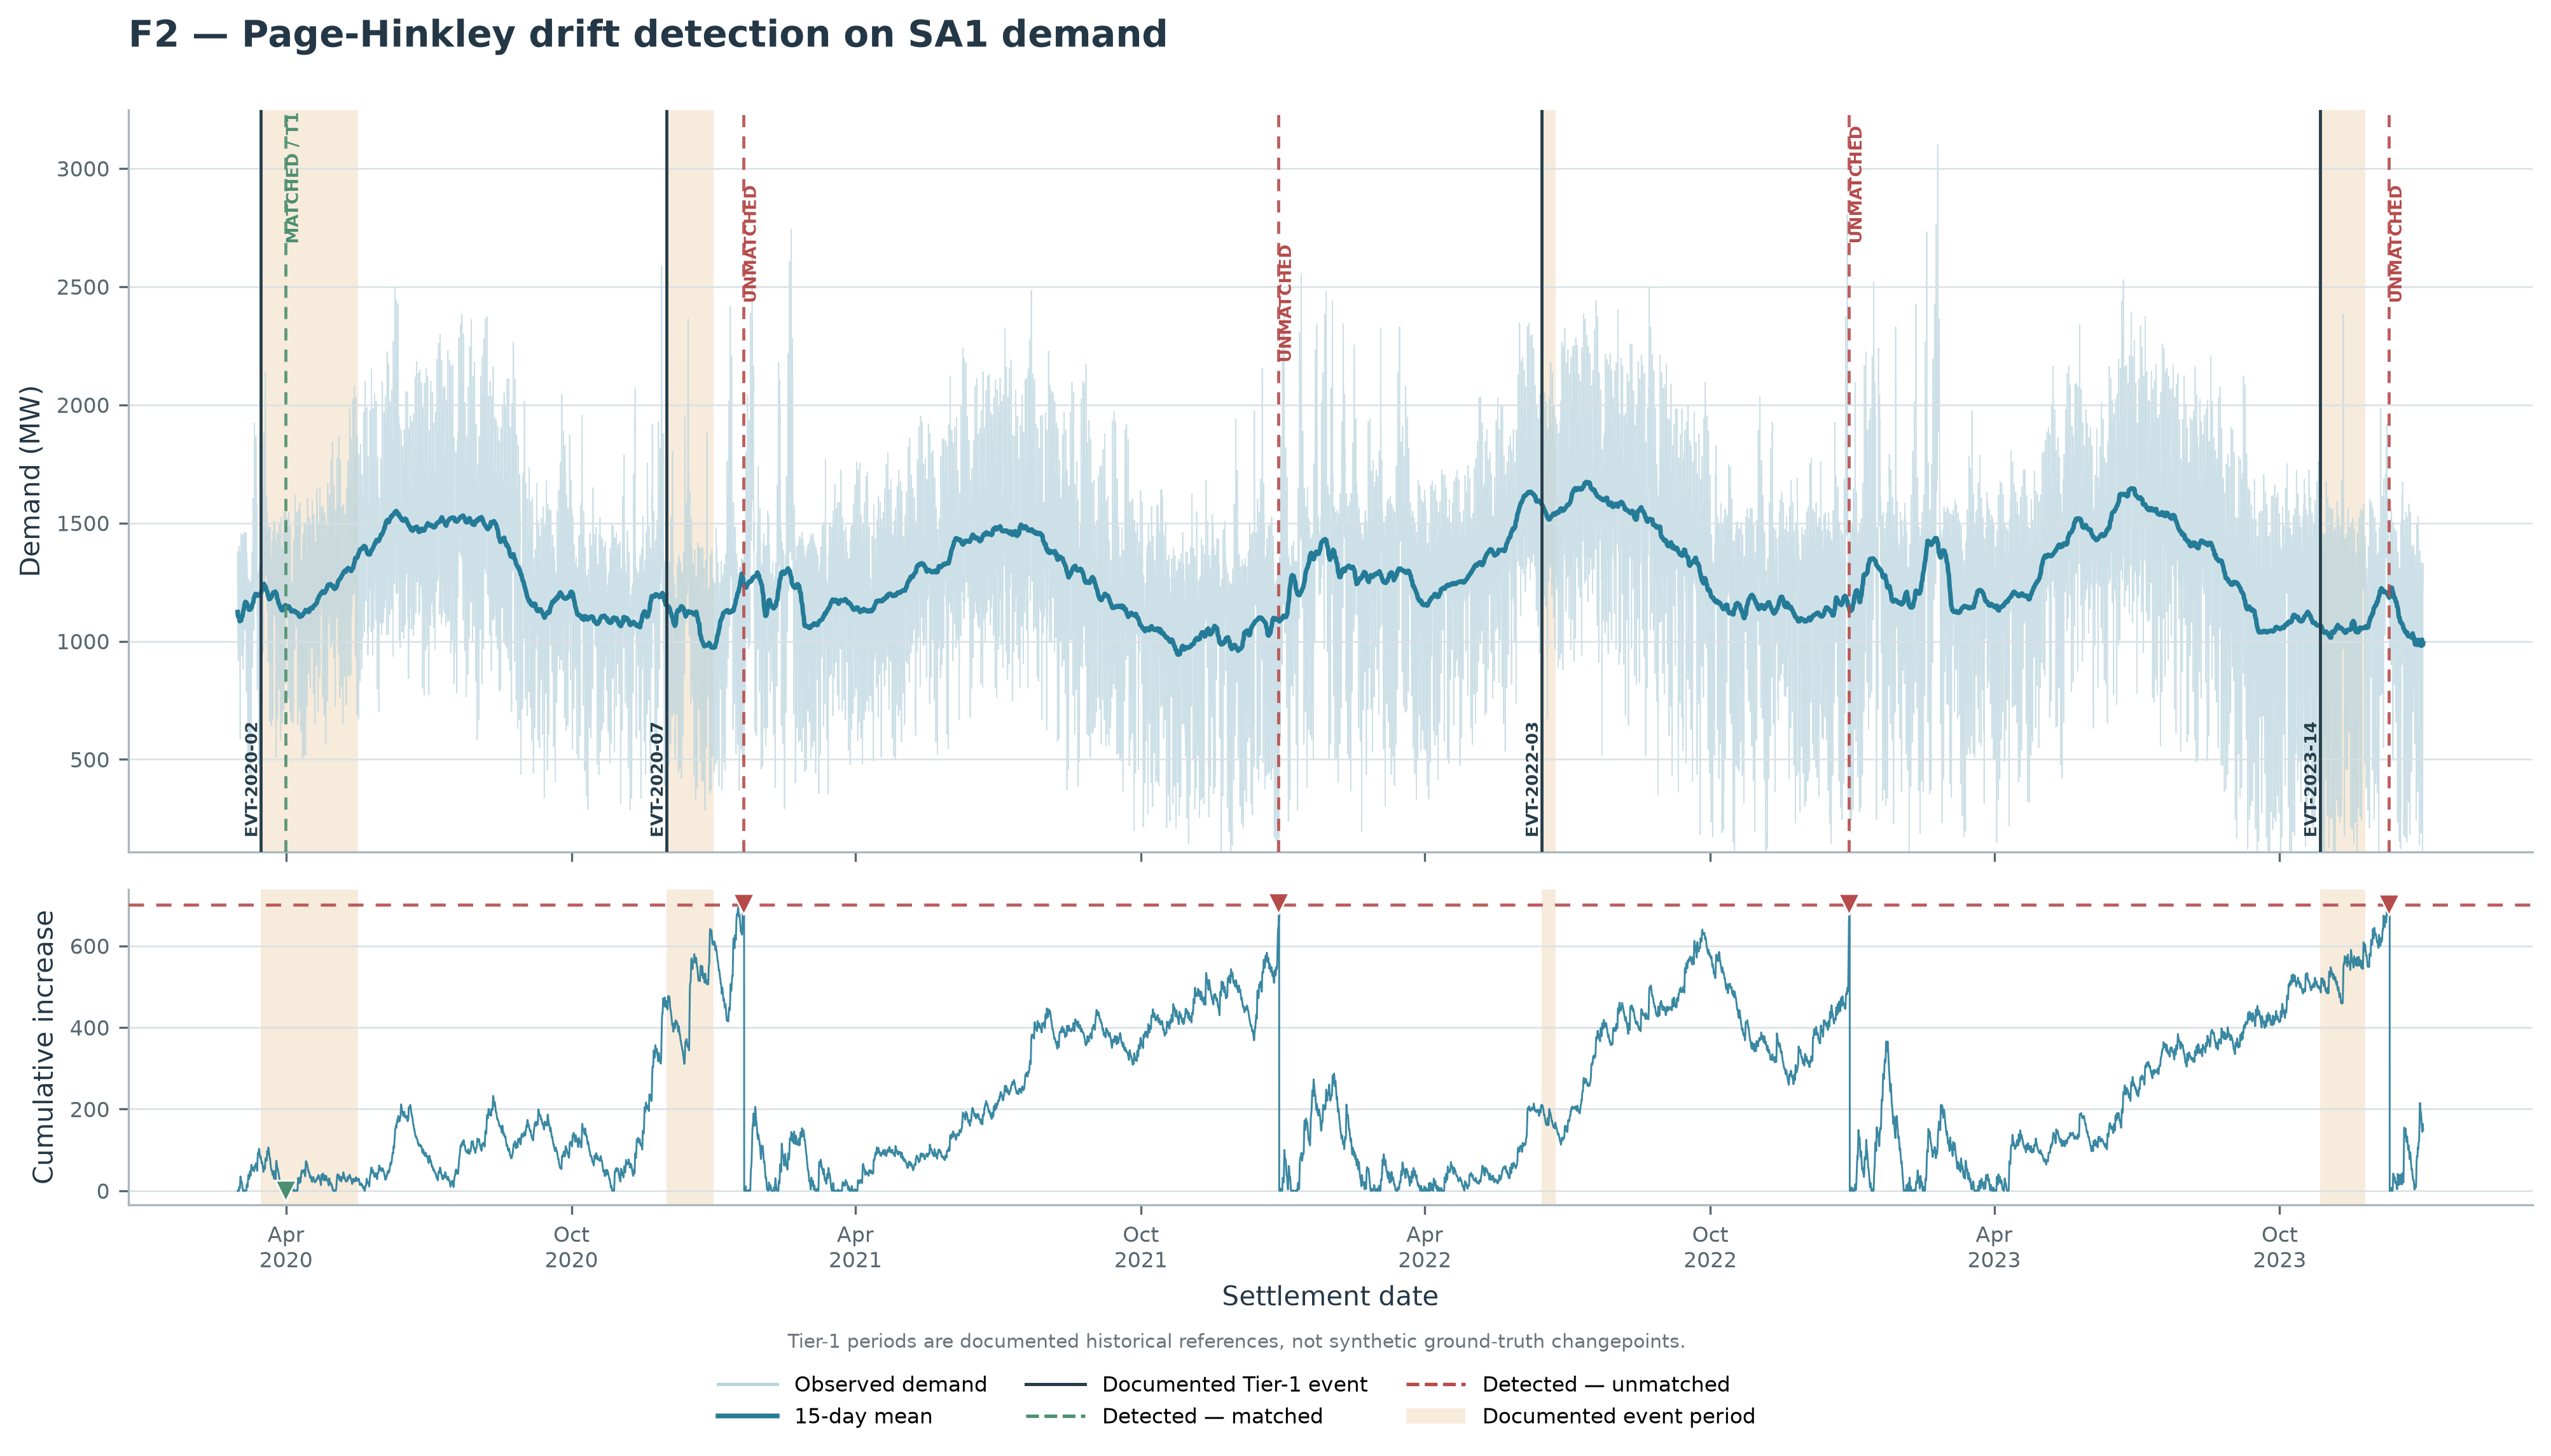 F2 — Page-Hinkley drift detection on SA1 demand
Demand (MW)
3000
2500
2000
1500
1000
500
EVT-2020-02
MATCHED / T1
EVT-2020-07
UNMATCHED
UNMATCHED
EVT-2022-03
UNMATCHED
EVT-2023-14
UNMATCHED
Cumulative increase
600
400
200
0
Apr
2020
Oct
2020
Apr
2021
Oct
2021
Apr
2022
Oct
2022
Apr
2023
Oct
2023
Settlement date
Tier-1 periods are documented historical references, not synthetic ground-truth changepoints.
Observed demand
15-day mean
Documented Tier-1 event
Detected — matched
Detected — unmatched
Documented event period